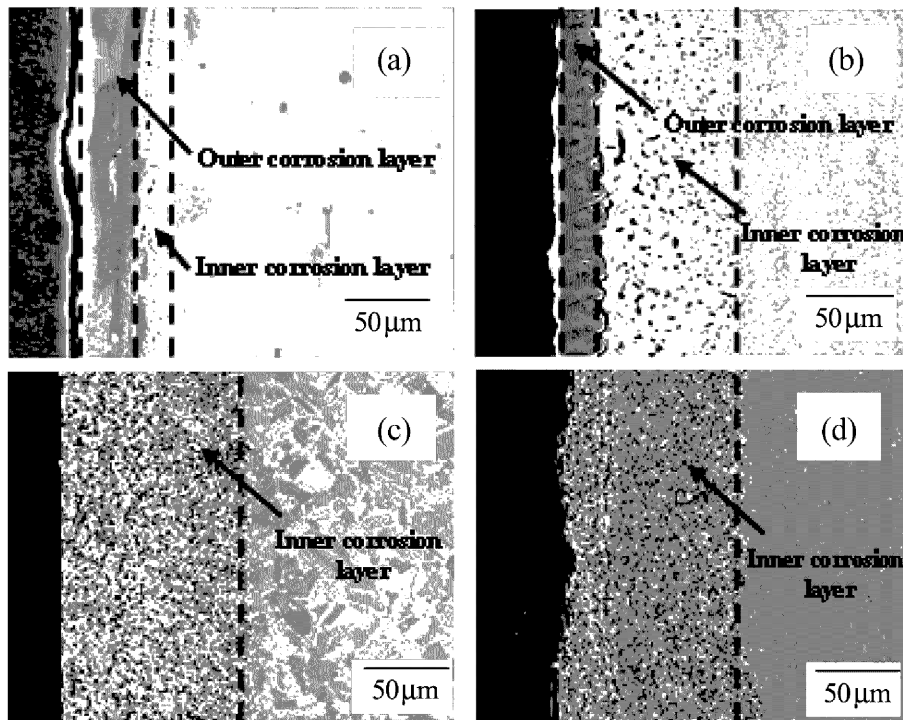 (a)
Outer corrosion layer
Inner corrosion layer
50μm
(b)
Outer corrosion layer
Inner corrosion
layer
50μm
(c)
Inner corrosion
layer
50μm
(d)
Inner corrosion
layer
50μm